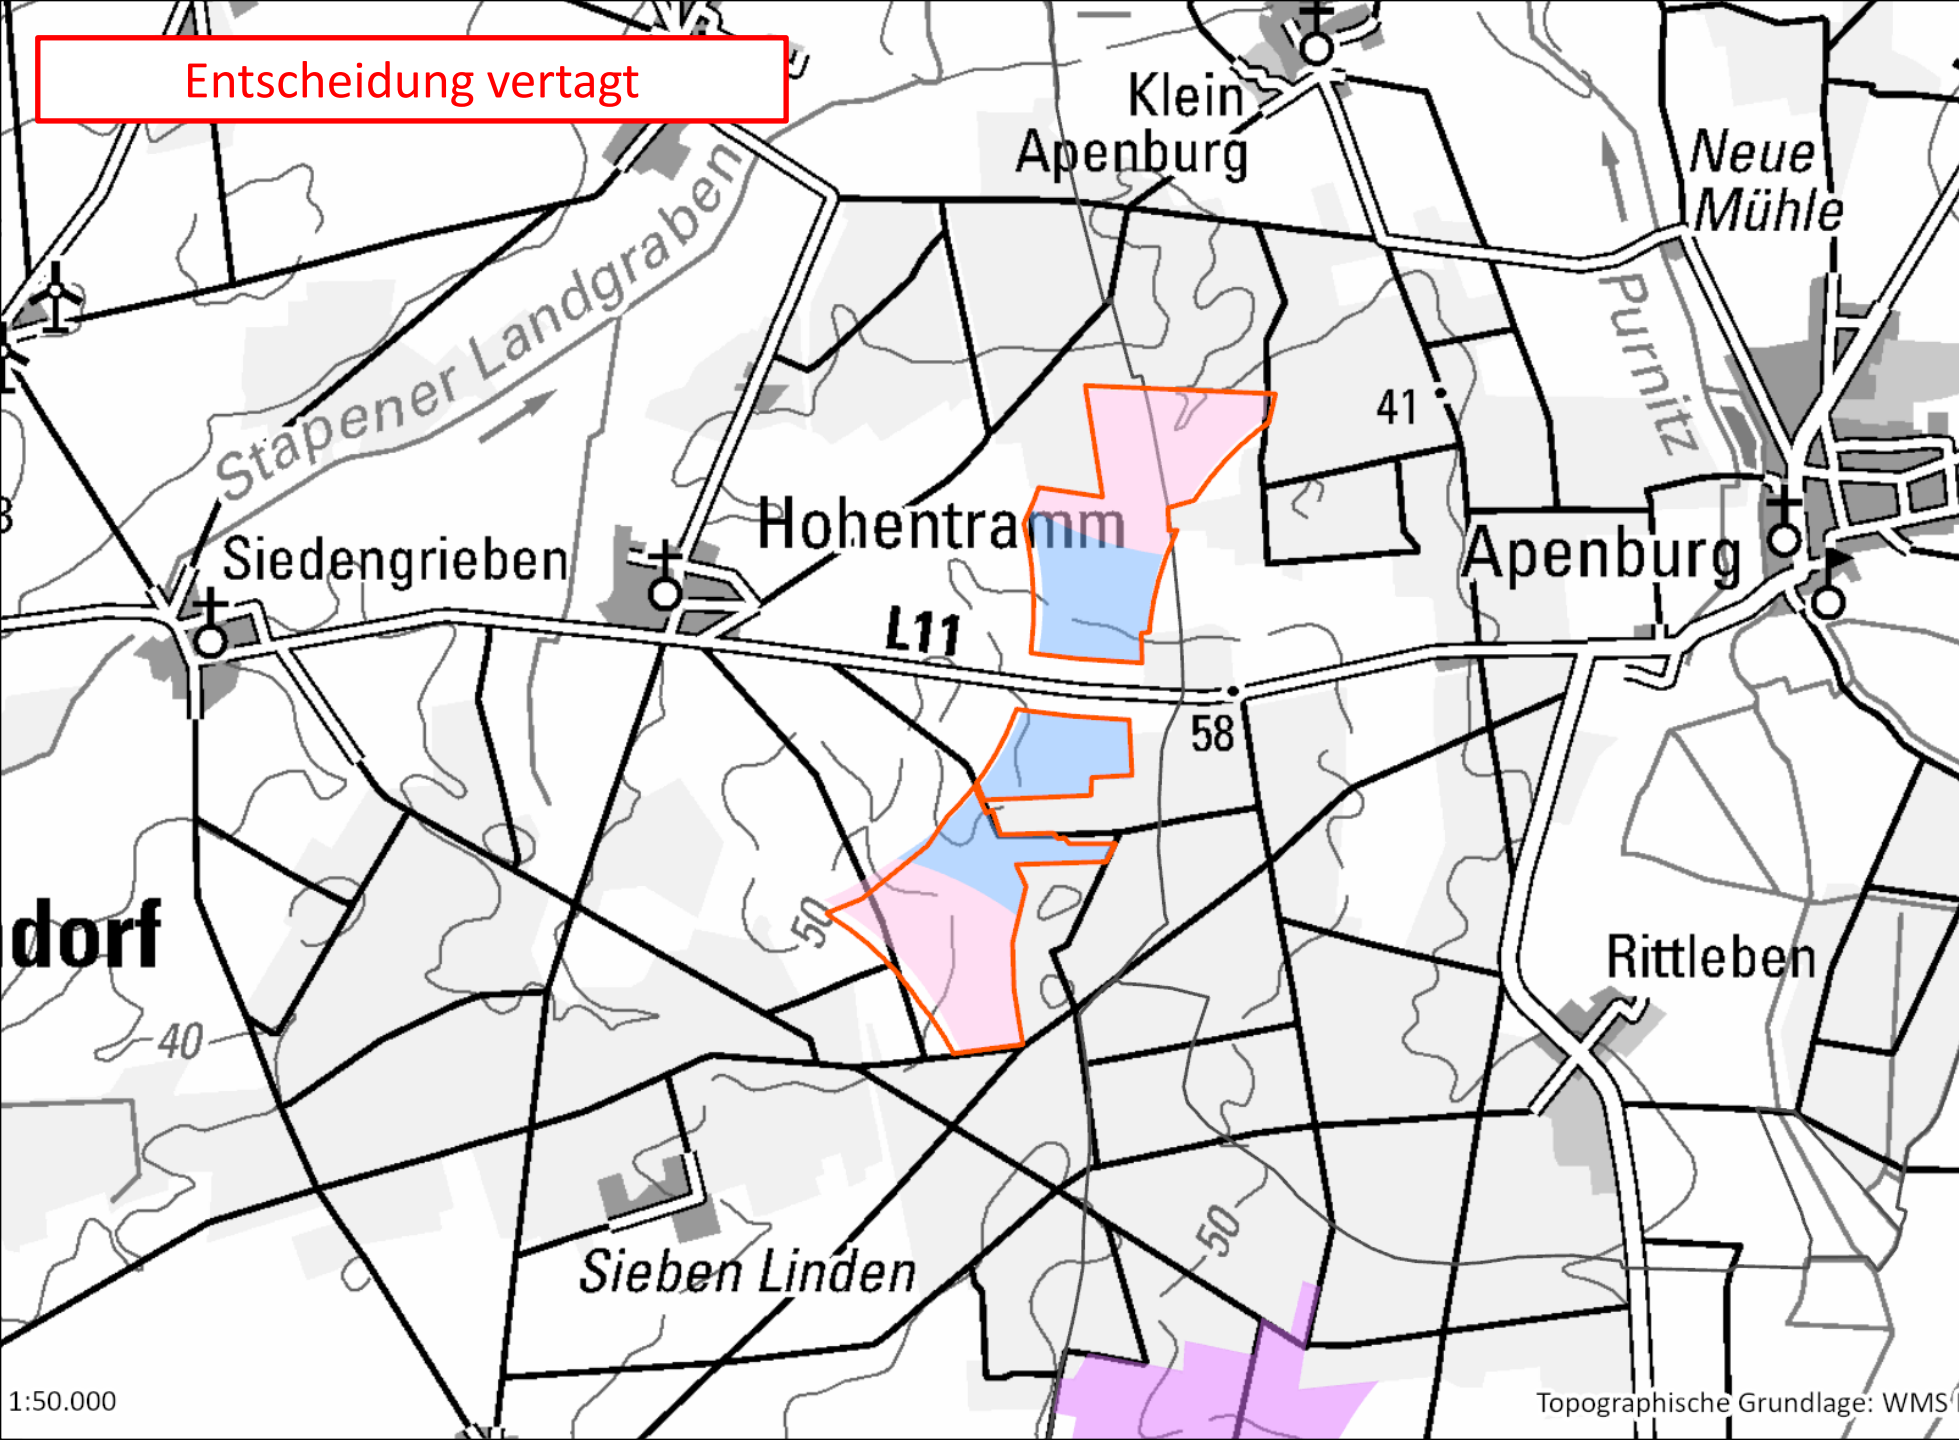 Entscheidung vertagt
Klein
Apenburg
Neue
Mühle
Stapener Landgraben
Purnitz
41
Hohentramm
Siedengrieben
Apenburg
L11
58
50
dorf
Rittleben
40
50
Sieben Linden
1:50.000
Topographische Grundlage: WMS